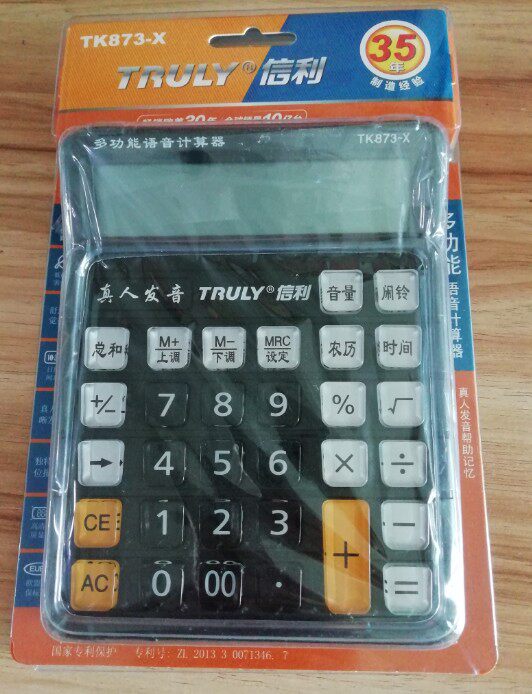 TK873-X
TRULY®信利
35年
制造经验
多功能语音计算器
TK873-X
真人发音 TRULY®信利 音量 闹铃
总和 M+ 上调 M- 下调 MRC 设定 农历 时间
+/- 7 8 9 % √
→ 4 5 6 × ÷
CE 1 2 3 + −
AC 0 00 · =
多功能语音计算器
真人发音帮助记忆
国家专利保护 专利号: ZL 2013 3 0071346. 7